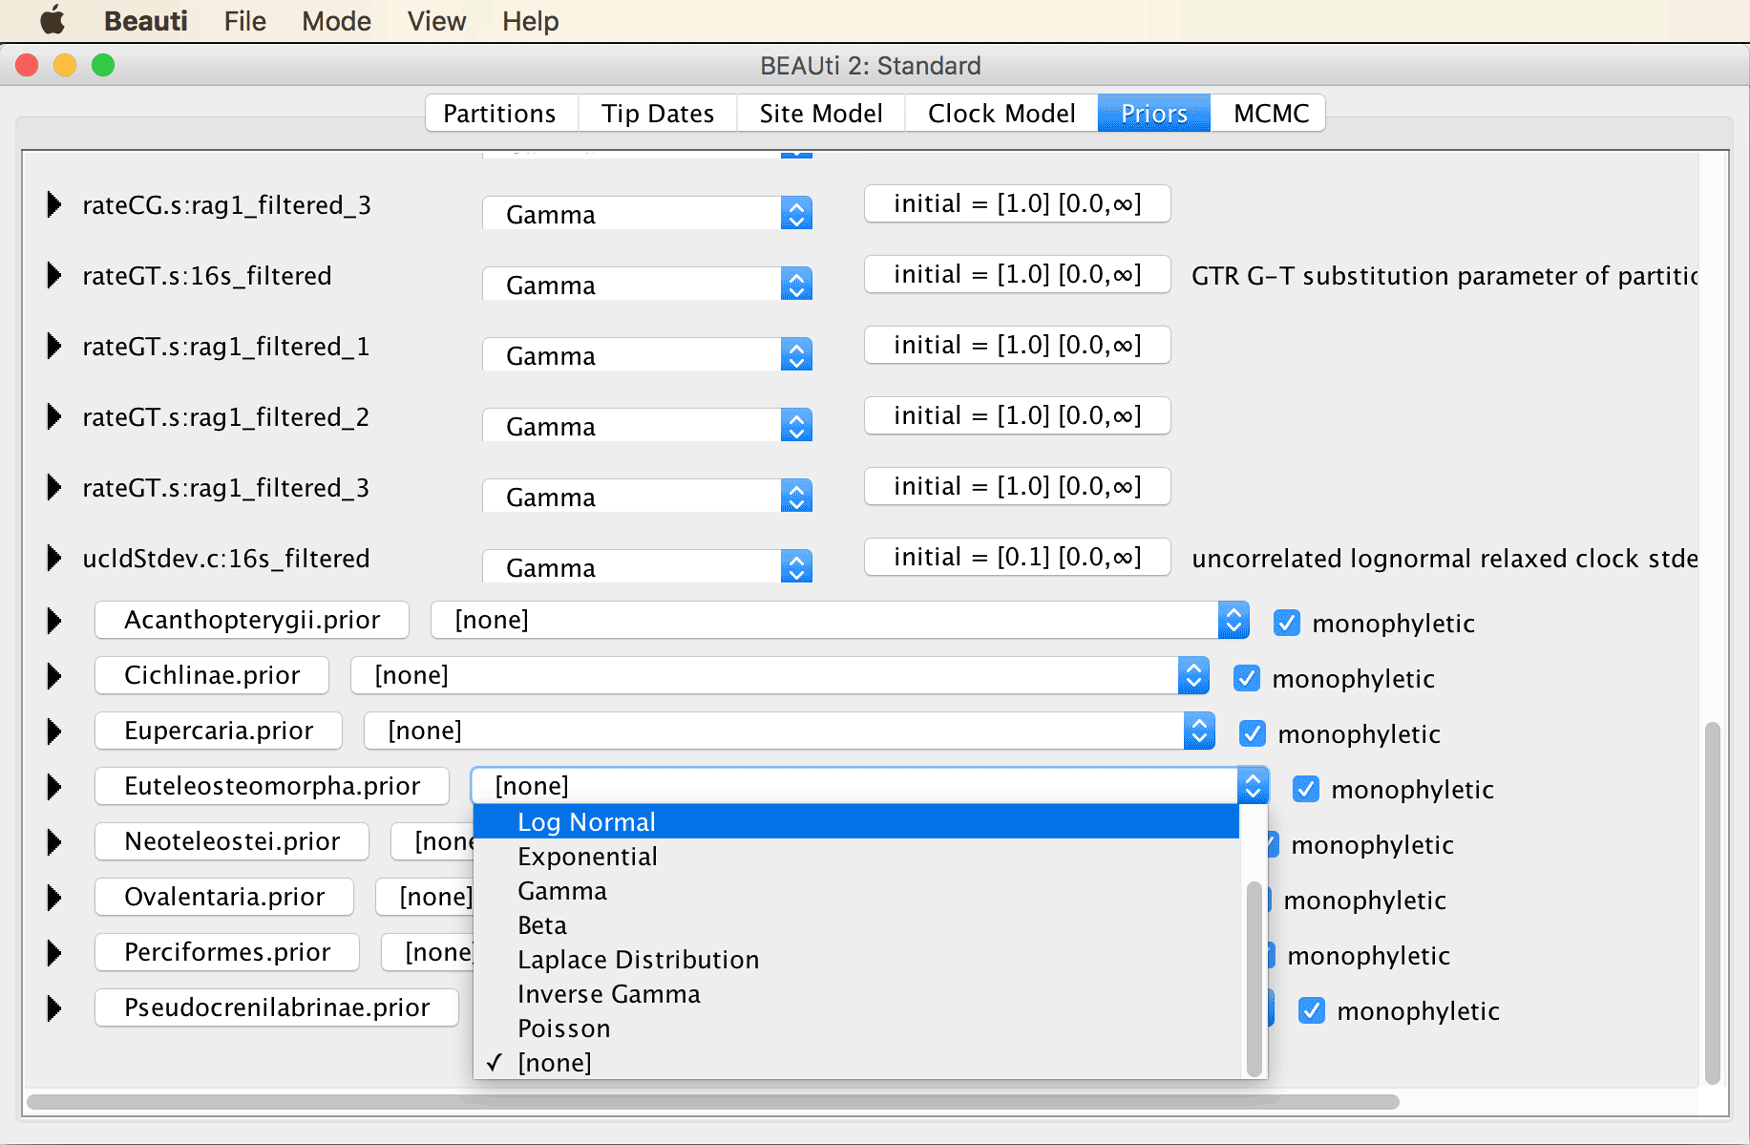 Beauti File Mode View Help
BEAUti 2: Standard
Partitions Tip Dates Site Model Clock Model Priors MCMC
rateCG.s:rag1_filtered_3 Gamma initial = [1.0] [0.0,∞]
rateGT.s:16s_filtered Gamma initial = [1.0] [0.0,∞] GTR G-T substitution parameter of partitic
rateGT.s:rag1_filtered_1 Gamma initial = [1.0] [0.0,∞]
rateGT.s:rag1_filtered_2 Gamma initial = [1.0] [0.0,∞]
rateGT.s:rag1_filtered_3 Gamma initial = [1.0] [0.0,∞]
ucldStdev.c:16s_filtered Gamma initial = [0.1] [0.0,∞] uncorrelated lognormal relaxed clock stde
Acanthopterygii.prior [none] monophyletic
Cichlinae.prior [none] monophyletic
Eupercaria.prior [none] monophyletic
Euteleosteomorpha.prior [none] monophyletic
Log Normal
Neoteleostei.prior [none monophyletic
Exponential
Gamma
Ovalentaria.prior [none] monophyletic
Beta
Perciformes.prior [none monophyletic
Laplace Distribution
Inverse Gamma
Pseudocrenilabrinae.prior monophyletic
Poisson
✓ [none]